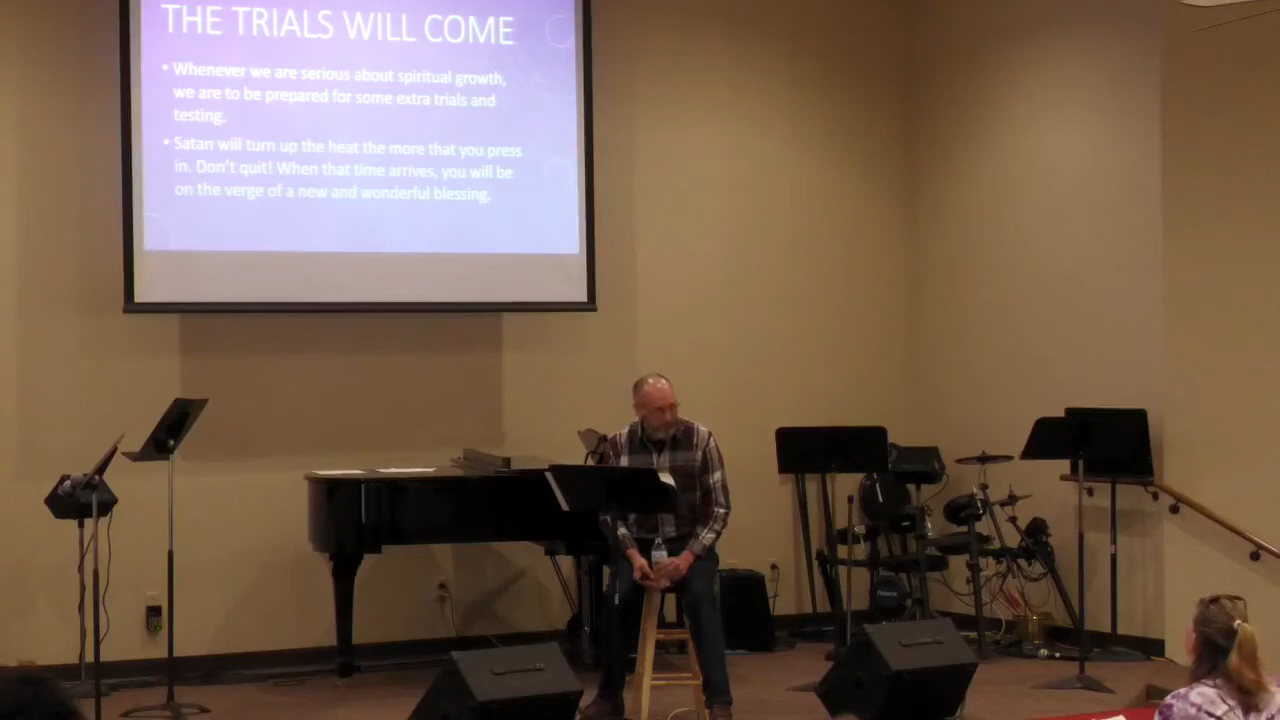 THE TRIALS WILL COME
• Whenever we are serious about spiritual growth,
we are to be prepared for some extra trials and
testing.
• Satan will turn up the heat the more that you press
in. Don't quit! When that time arrives, you will be
on the verge of a new and wonderful blessing.
Roland